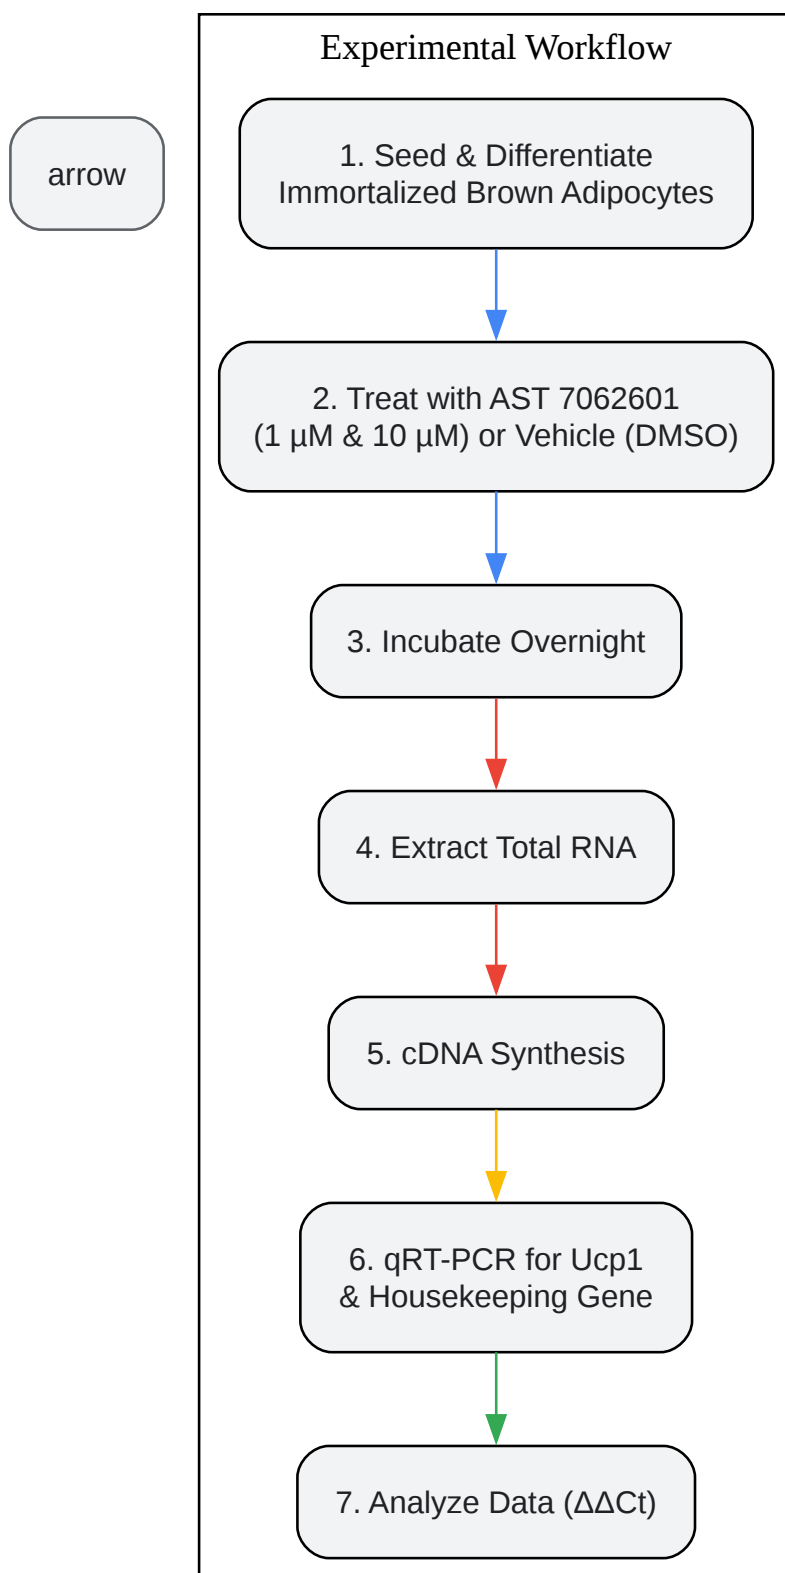 Experimental Workflow
arrow
1. Seed & Differentiate
Immortalized Brown Adipocytes
2. Treat with AST 7062601
(1 µM & 10 µM) or Vehicle (DMSO)
3. Incubate Overnight
4. Extract Total RNA
5. cDNA Synthesis
6. qRT-PCR for Ucp1
& Housekeeping Gene
7. Analyze Data (ΔΔCt)